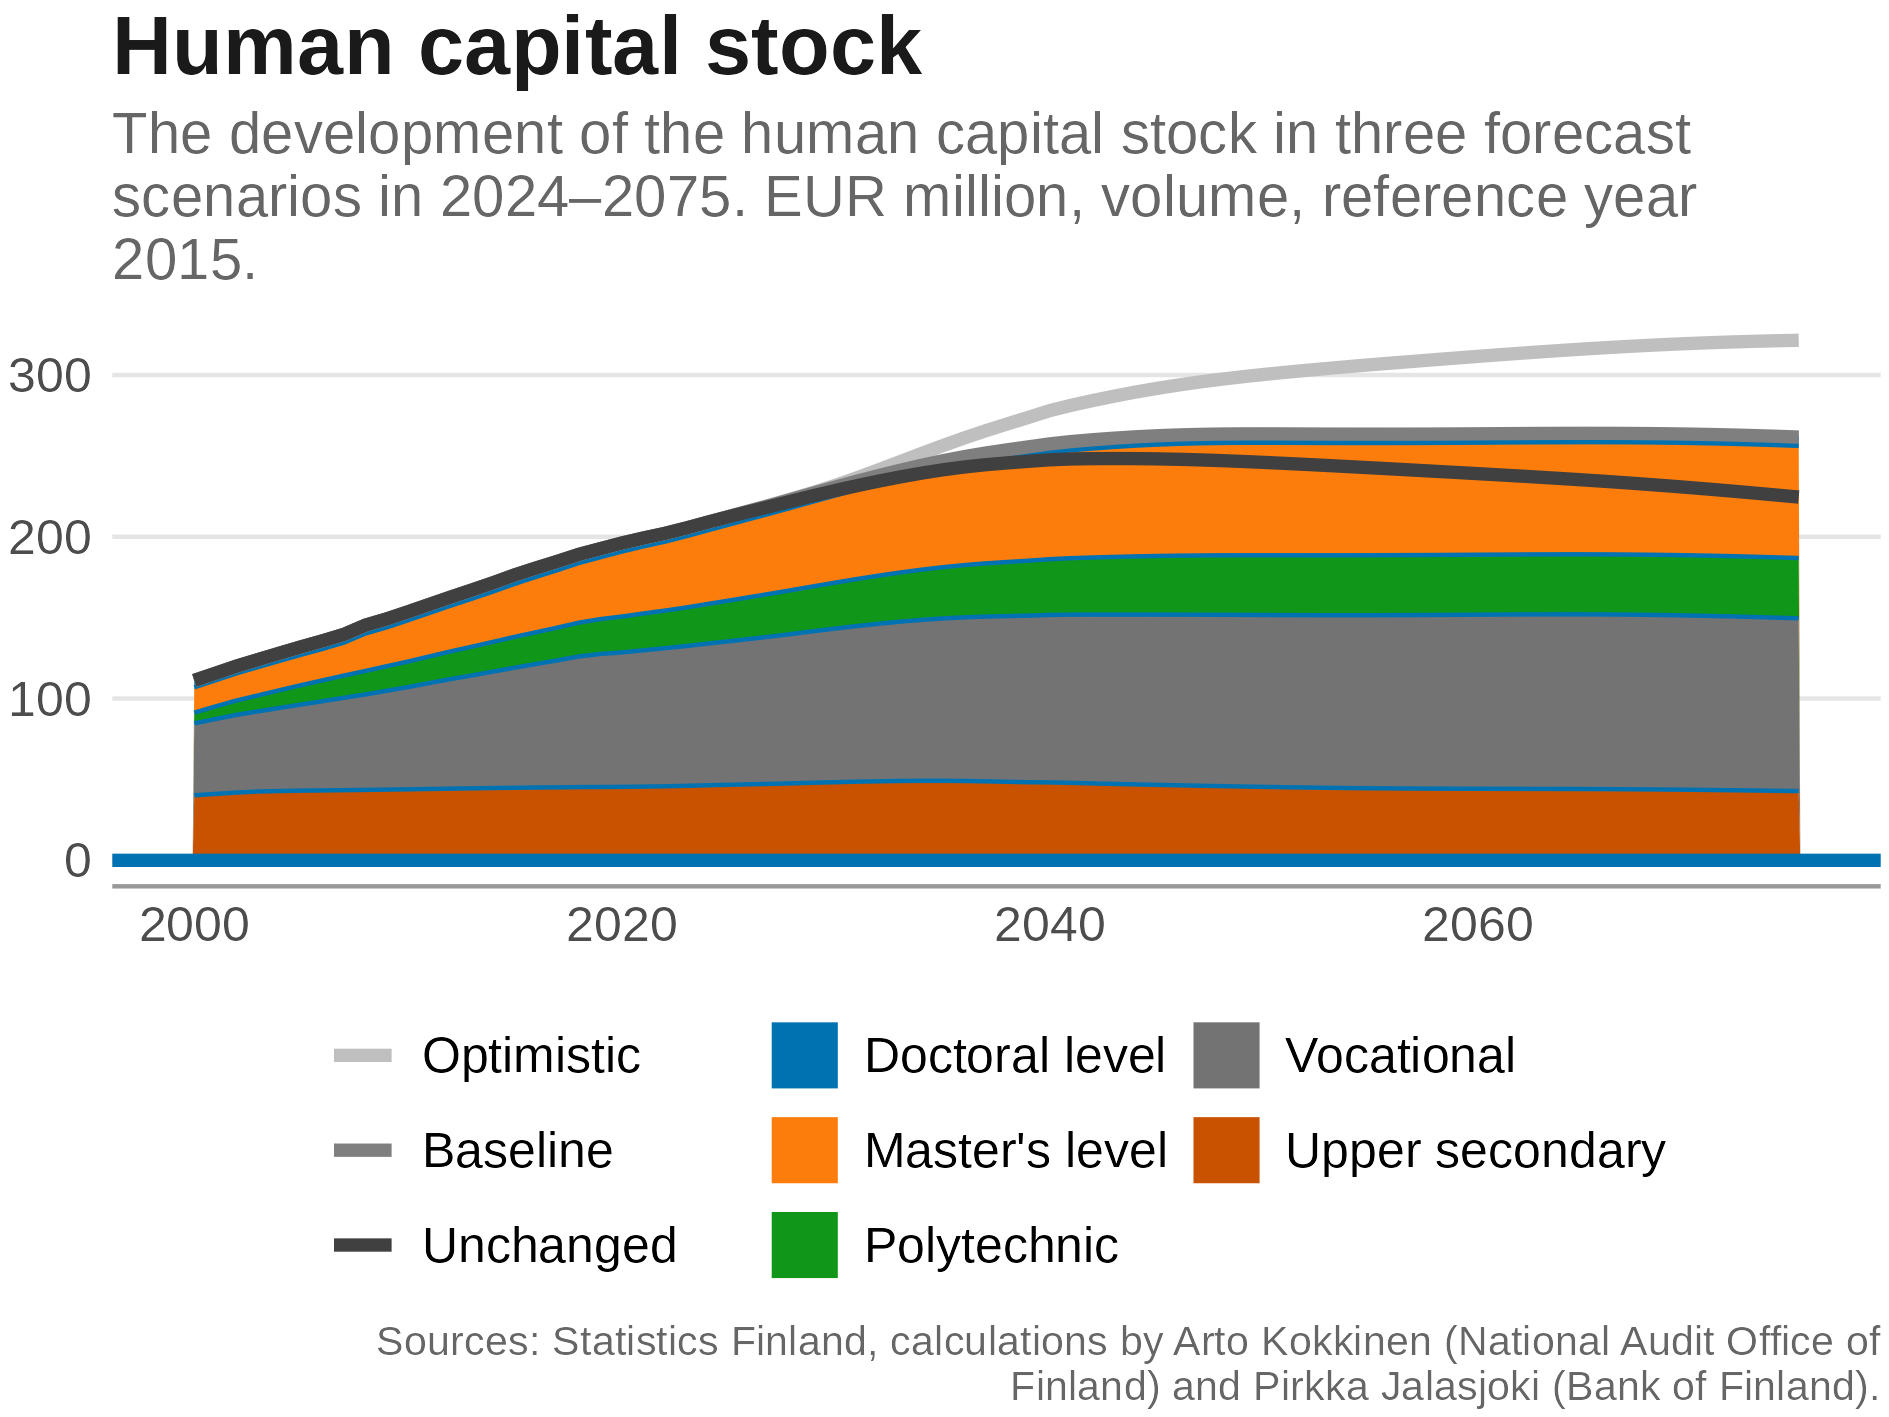 Human capital stock
The development of the human capital stock in three forecast
scenarios in 2024–2075. EUR million, volume, reference year
2015.
300
200
100
0
2000 2020 2040 2060
Optimistic Doctoral level Vocational
Baseline Master's level Upper secondary
Unchanged Polytechnic
Sources: Statistics Finland, calculations by Arto Kokkinen (National Audit Office of
Finland) and Pirkka Jalasjoki (Bank of Finland).